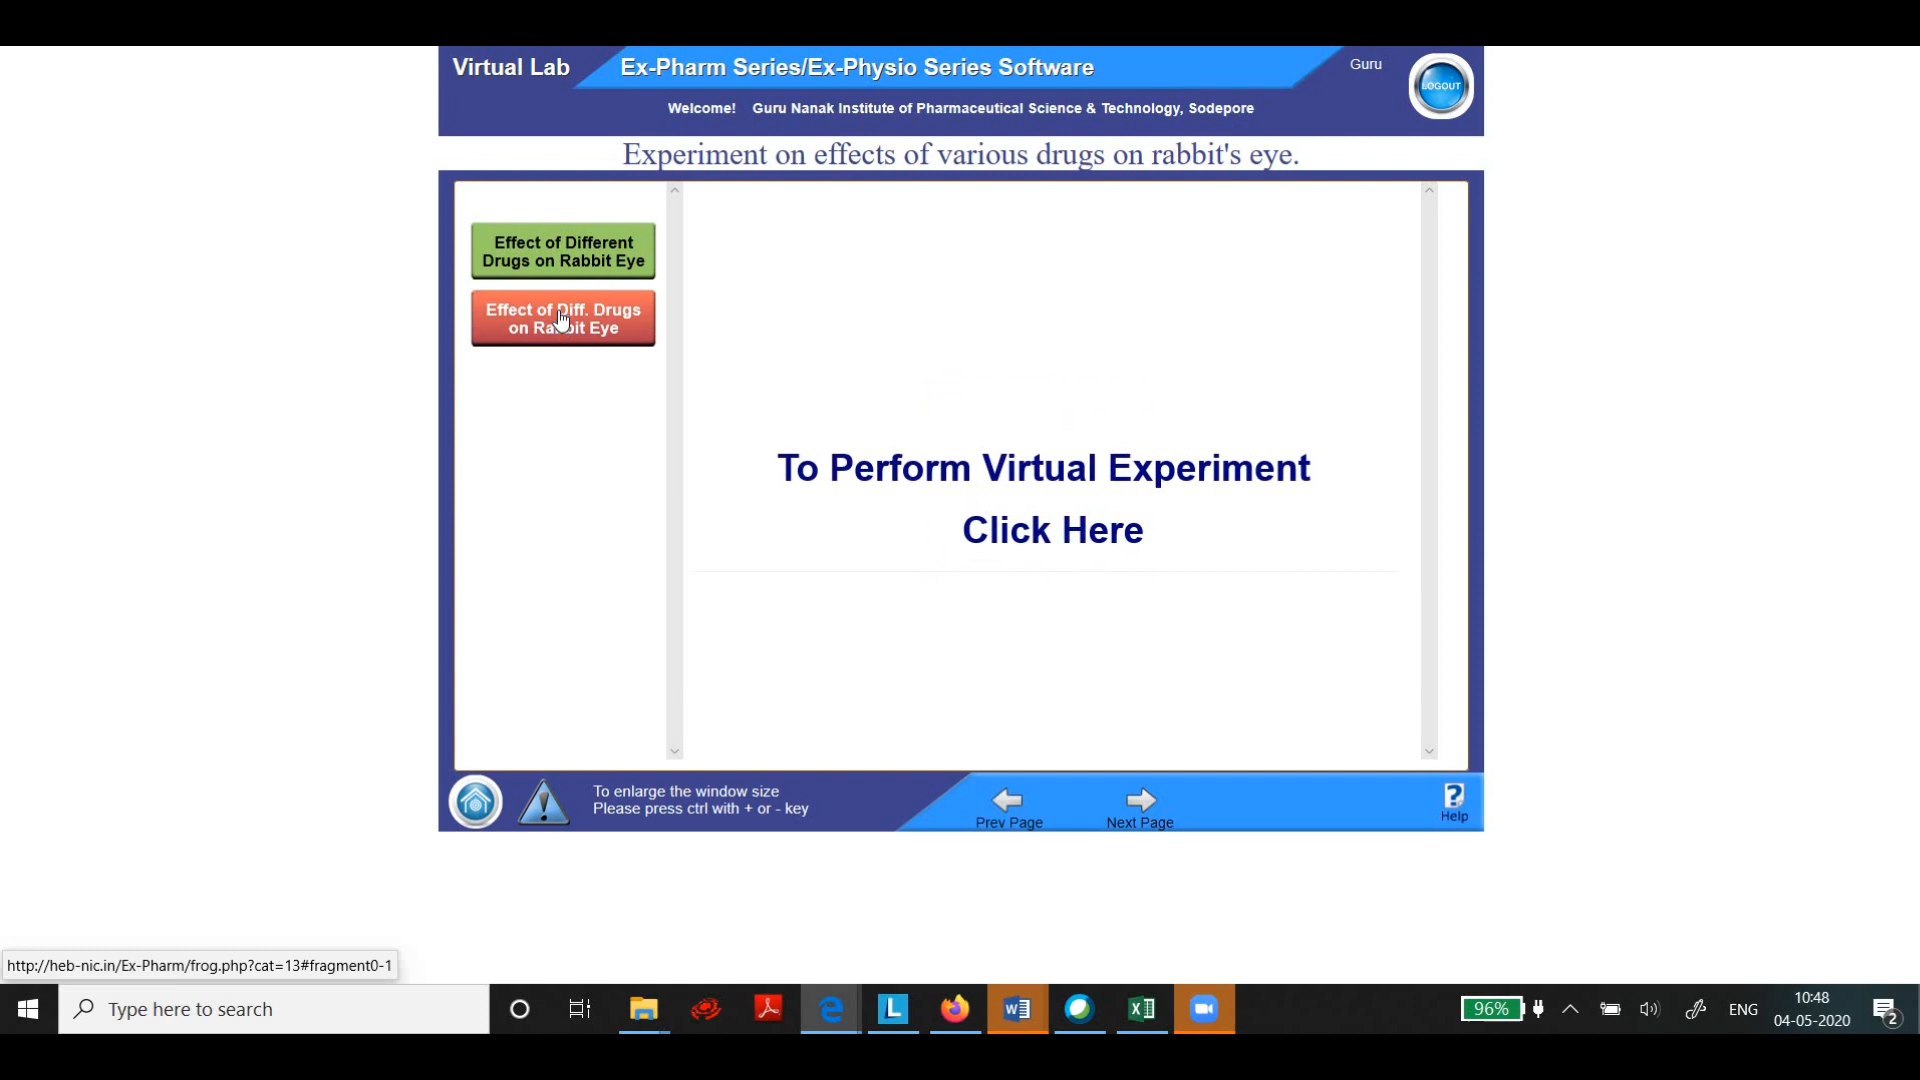 Virtual Lab
Ex-Pharm Series/Ex-Physio Series Software
Guru
LOGOUT
Welcome! Guru Nanak Institute of Pharmaceutical Science & Technology, Sodepore
Experiment on effects of various drugs on rabbit's eye.
Effect of Different
Drugs on Rabbit Eye
Effect of Diff. Drugs
on Rabbit Eye
To Perform Virtual Experiment
Click Here
To enlarge the window size
Please press ctrl with + or - key
Prev Page
Next Page
Help
http://heb-nic.in/Ex-Pharm/frog.php?cat=13#fragment0-1
Type here to search
96%
ENG
10:48
04-05-2020
2